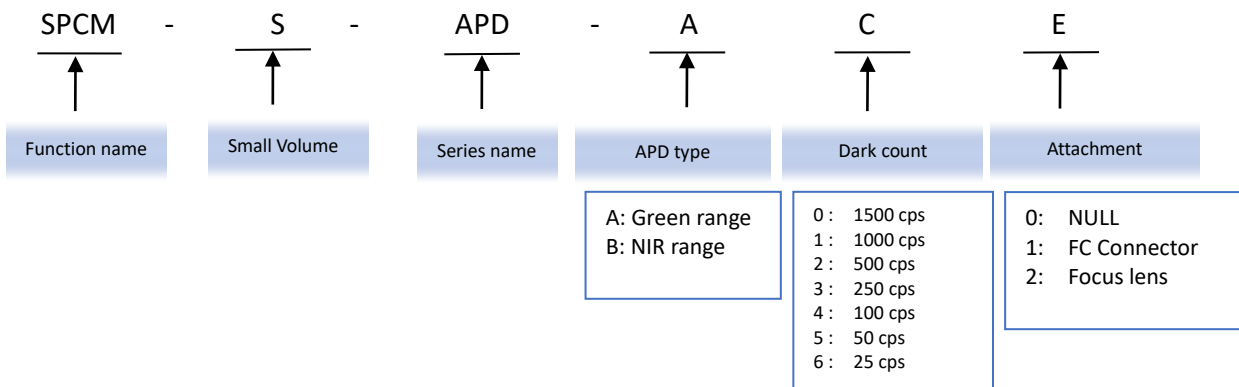 SPCM - S - APD - A C E
Function name Small Volume Series name APD type Dark count Attachment
A: Green range
B: NIR range
0 : 1500 cps
1 : 1000 cps
2 : 500 cps
3 : 250 cps
4 : 100 cps
5 : 50 cps
6 : 25 cps
0: NULL
1: FC Connector
2: Focus lens